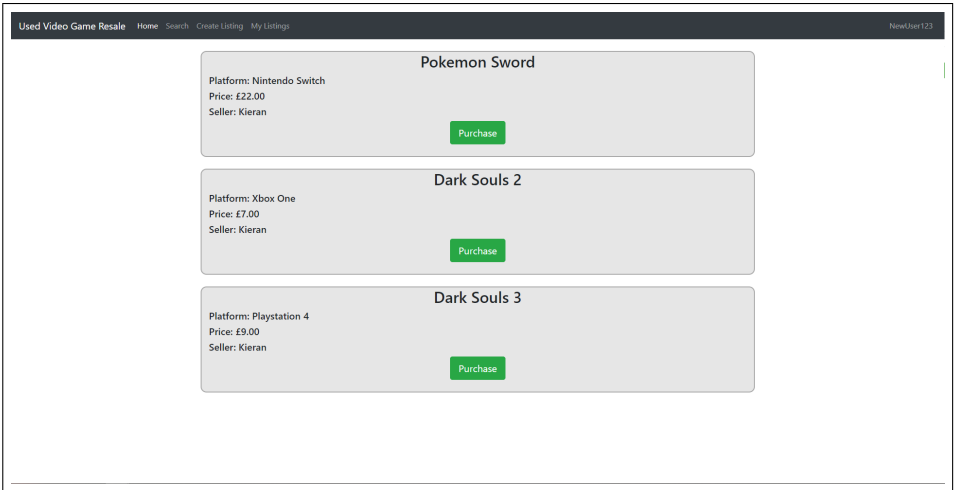 Used Video Game Resale Home Search Create Listing My Listings NewUser123
Pokemon Sword
Platform: Nintendo Switch
Price: £22.00
Seller: Kieran
Purchase
Dark Souls 2
Platform: Xbox One
Price: £7.00
Seller: Kieran
Purchase
Dark Souls 3
Platform: Playstation 4
Price: £9.00
Seller: Kieran
Purchase